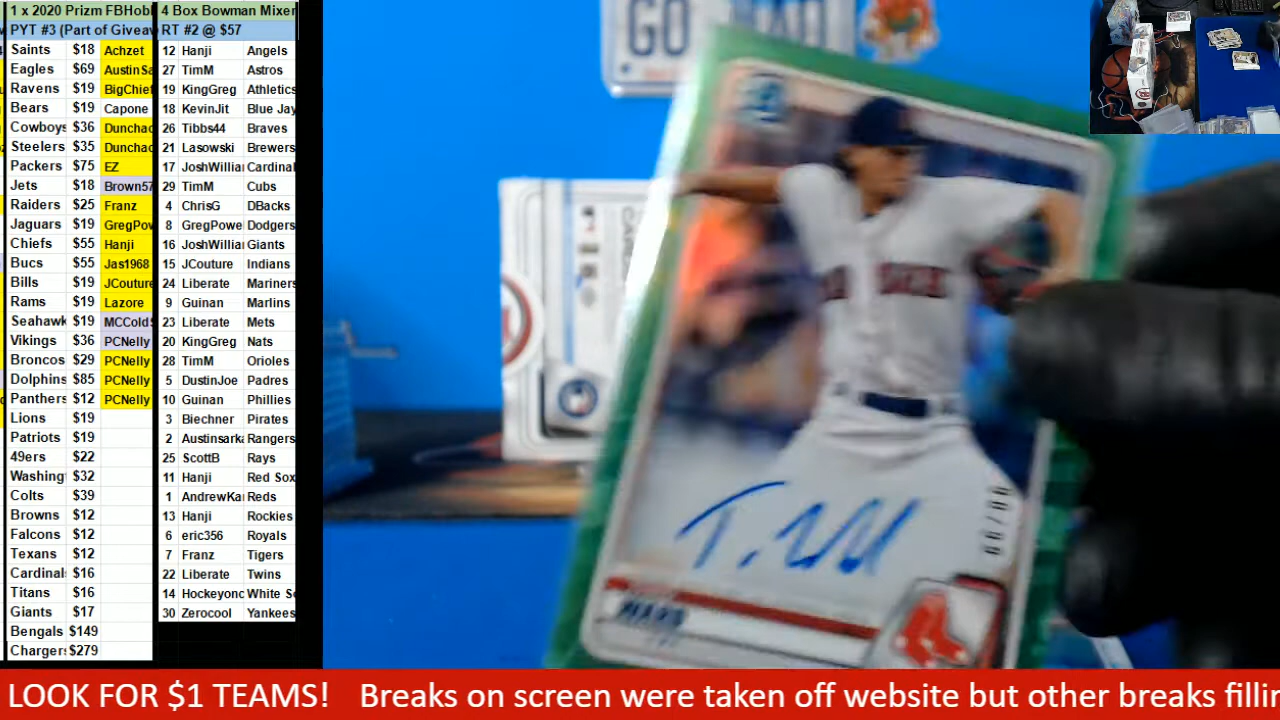 1 x 2020 Prizm FBHobl
PYT #3 (Part of Giveav
Saints $18 Achzet
Eagles $69 AustinSa
Ravens $19 BigChief
Bears $19 Capone
Cowboys $36 Dunchac
Steelers $35 Dunchac
Packers $75 EZ
Jets $18 Brown57
Raiders $25 Franz
Jaguars $19 GregPow
Chiefs $55 Hanji
Bucs $55 Jas1968
Bills $19 JCouture
Rams $19 Lazore
Seahawk $19 MCColdS
Vikings $36 PCNelly
Broncos $29 PCNelly
Dolphins $85 PCNelly
Panthers $12 PCNelly
Lions $19
Patriots $19
49ers $22
Washing $32
Colts $39
Browns $12
Falcons $12
Texans $12
Cardinal $16
Titans $16
Giants $17
Bengals $149
Charger $279
4 Box Bowman Mixer
RT #2 @ $57
12 Hanji Angels
27 TimM Astros
19 KingGreg Athletics
18 KevinJit Blue Jay
26 Tibbs44 Braves
21 Lasowski Brewers
17 JoshWillia Cardinal
29 TimM Cubs
4 ChrisG DBacks
8 GregPowe Dodgers
16 JoshWillia Giants
15 JCouture Indians
24 Liberate Mariners
9 Guinan Marlins
23 Liberate Mets
20 KingGreg Nats
28 TimM Orioles
5 DustinJoe Padres
10 Guinan Phillies
3 Biechner Pirates
2 Austinsarka Rangers
25 ScottB Rays
11 Hanji Red Sox
1 AndrewKa Reds
13 Hanji Rockies
6 eric356 Royals
7 Franz Tigers
22 Liberate Twins
14 Hockeyonc White So
30 Zerocool Yankees
GO
WARD
LOOK FOR $1 TEAMS! Breaks on screen were taken off website but other breaks fillin